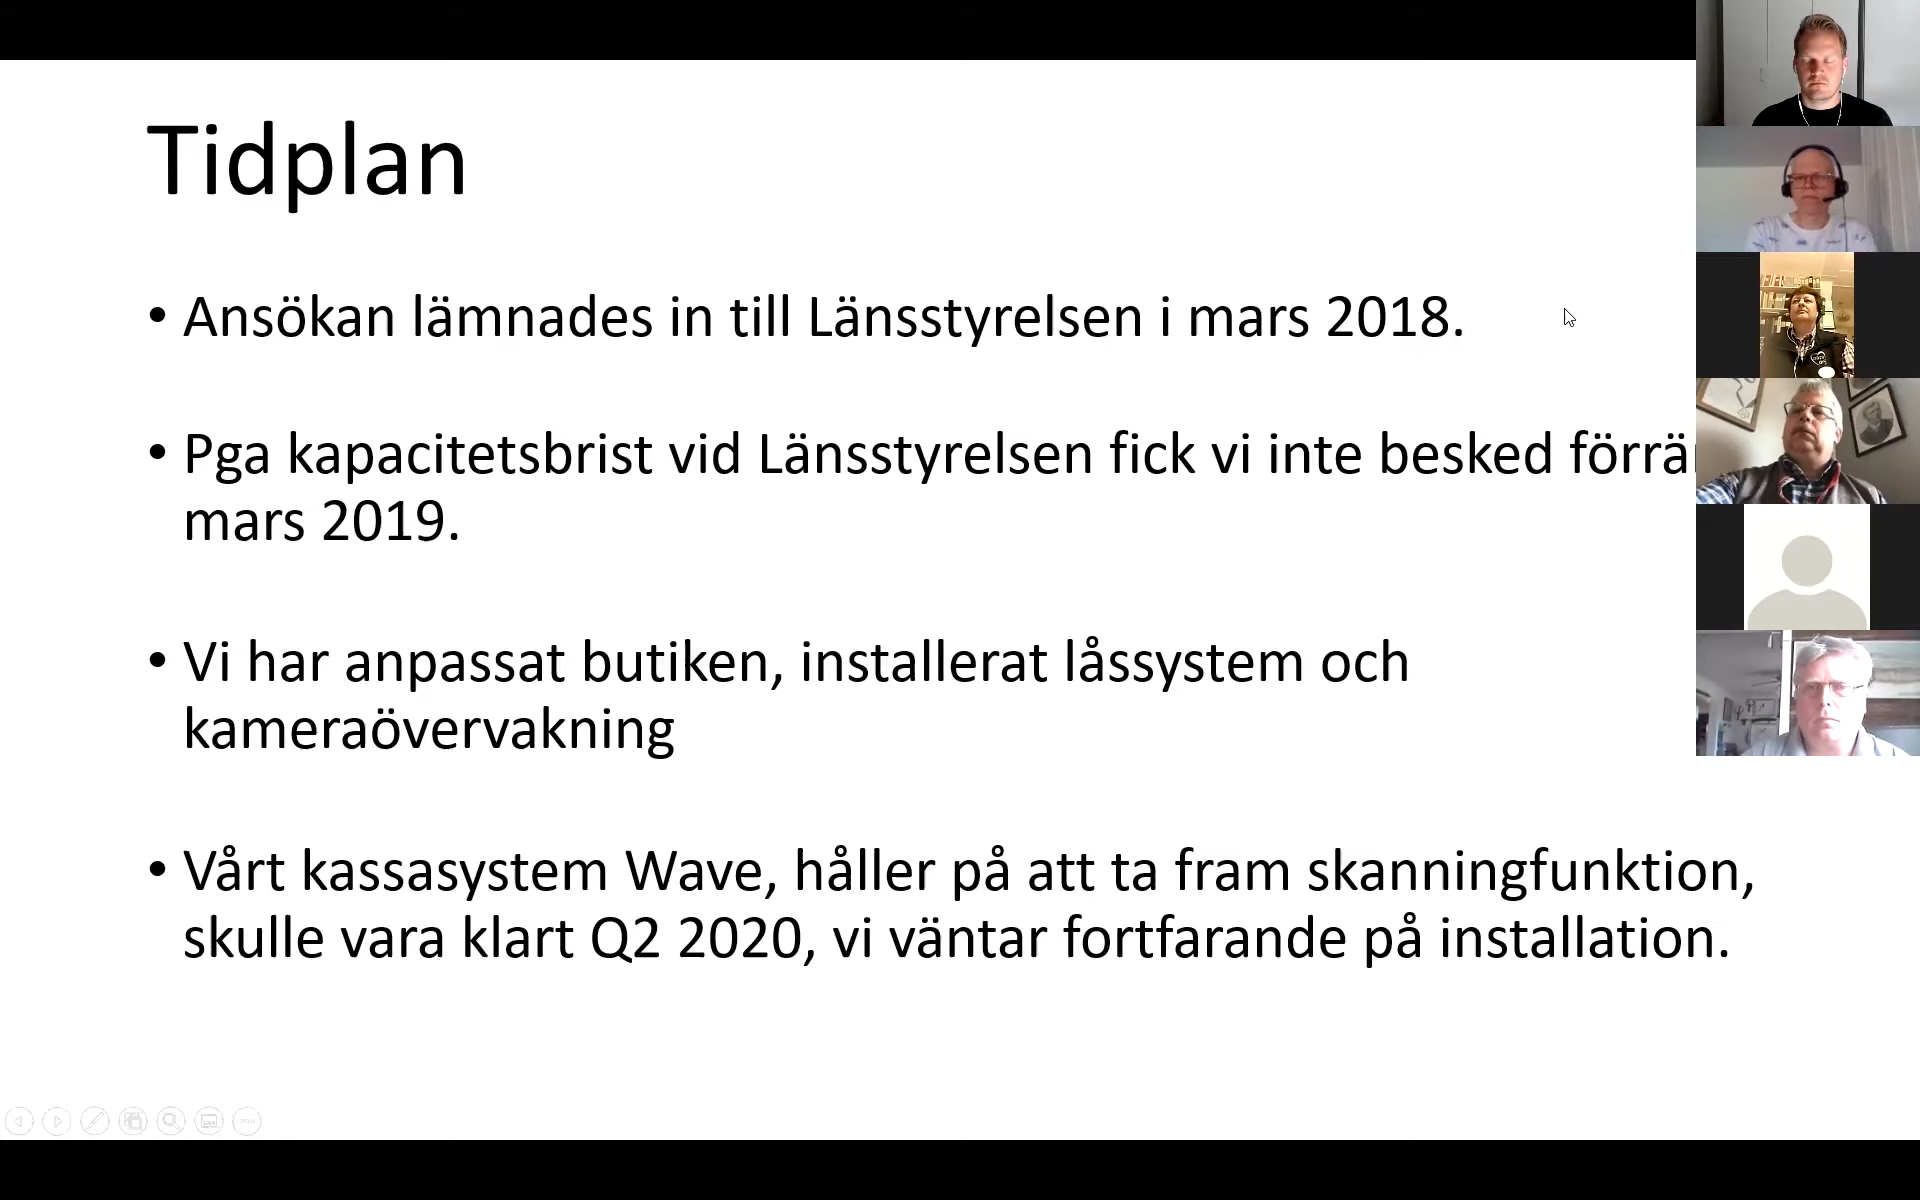 Tidplan
• Ansökan lämnades in till Länsstyrelsen i mars 2018.
• Pga kapacitetsbrist vid Länsstyrelsen fick vi inte besked
mars 2019.
• Vi har anpassat butiken, installerat låssystem och
kameraövervakning
• Vårt kassasystem Wave, håller på att ta fram skanningfunktion,
skulle vara klart Q2 2020, vi väntar fortfarande på installation.